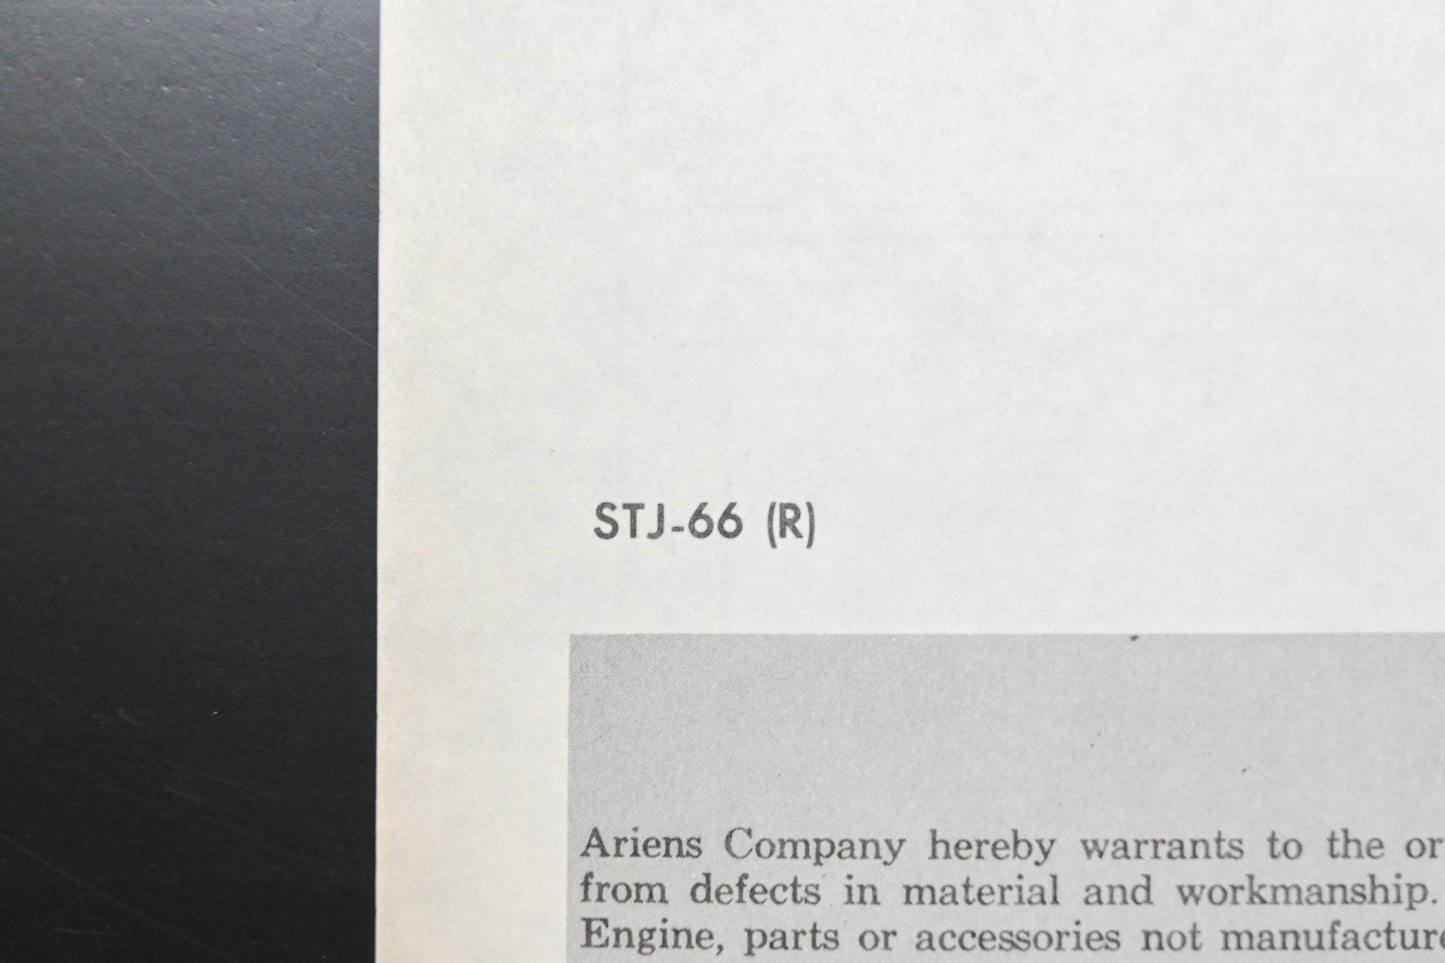 STJ-66 (R)
Ariens Company hereby warrants to the or
from defects in material and workmanship.
Engine, parts or accessories not manufacture